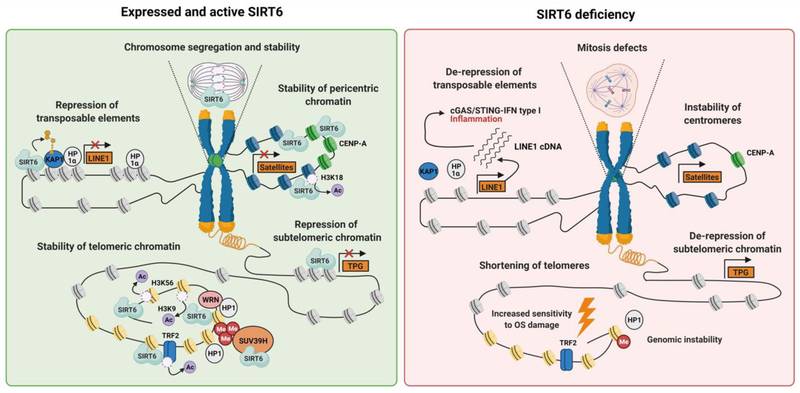 Expressed and active SIRT6
Chromosome segregation and stability
SIRT6
Repression of
transposable elements
SIRT6
KAP1
HP
1α
LINE1
HP
1α
Stability of pericentric
chromatin
SIRT6
SIRT6
CENP-A
Satellites
H3K18
SIRT6
Ac
Repression of
subtelomeric chromatin
SIRT6
TPG
Stability of telomeric chromatin
Ac
H3K56
SIRT6
H3K9
Ac
SIRT6
WRN
HP1
Me
Me
Me
Me
SUV39H
SIRT6
HP1
TRF2
SIRT6
Ac
SIRT6 deficiency
Mitosis defects
De-repression of
transposable elements
cGAS/STING-IFN type I
Inflammation
LINE1 cDNA
KAP1
HP
1α
LINE1
Instability of
centromeres
CENP-A
Satellites
De-repression of
subtelomeric chromatin
TPG
Shortening of telomeres
Increased sensitivity
to OS damage
TRF2
HP1
Me
Genomic instability